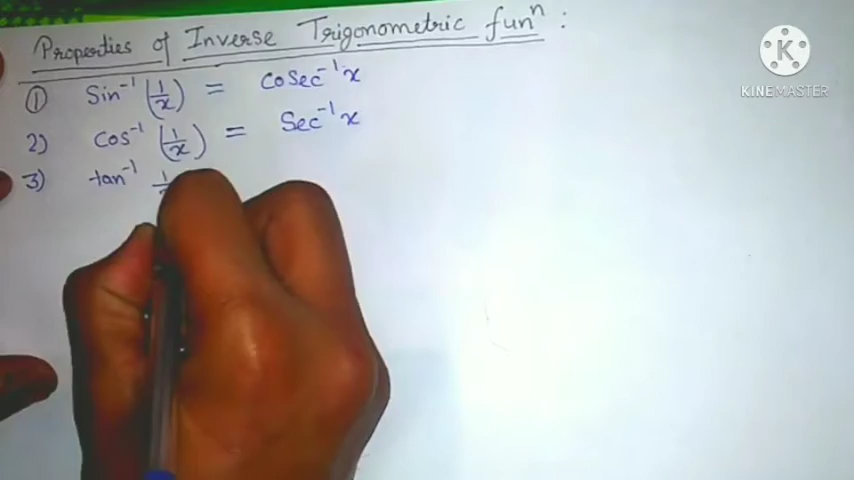 Properties of Inverse Trigonometric funⁿ :
① Sin⁻¹ (1/x) = coSec⁻¹x
2) cos⁻¹ (1/x) = Sec⁻¹x
3) tan⁻¹ 1
KINEMASTER